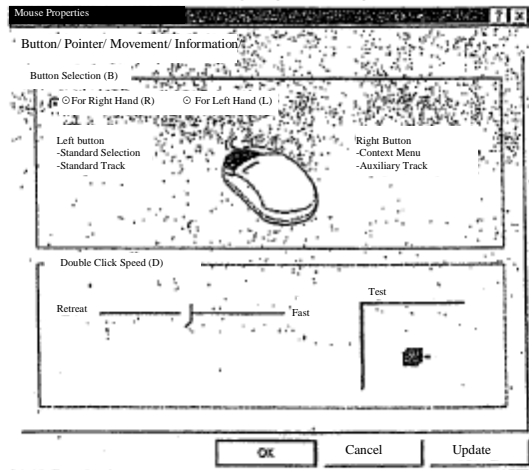 Mouse Properties
? ×
Button/ Pointer/ Movement/ Information
Button Selection (B)
For Right Hand (R) For Left Hand (L)
Left button
-Standard Selection
-Standard Track
Right Button
-Context Menu
-Auxiliary Track
Double Click Speed (D)
Retreat
Fast
Test
OK Cancel Update